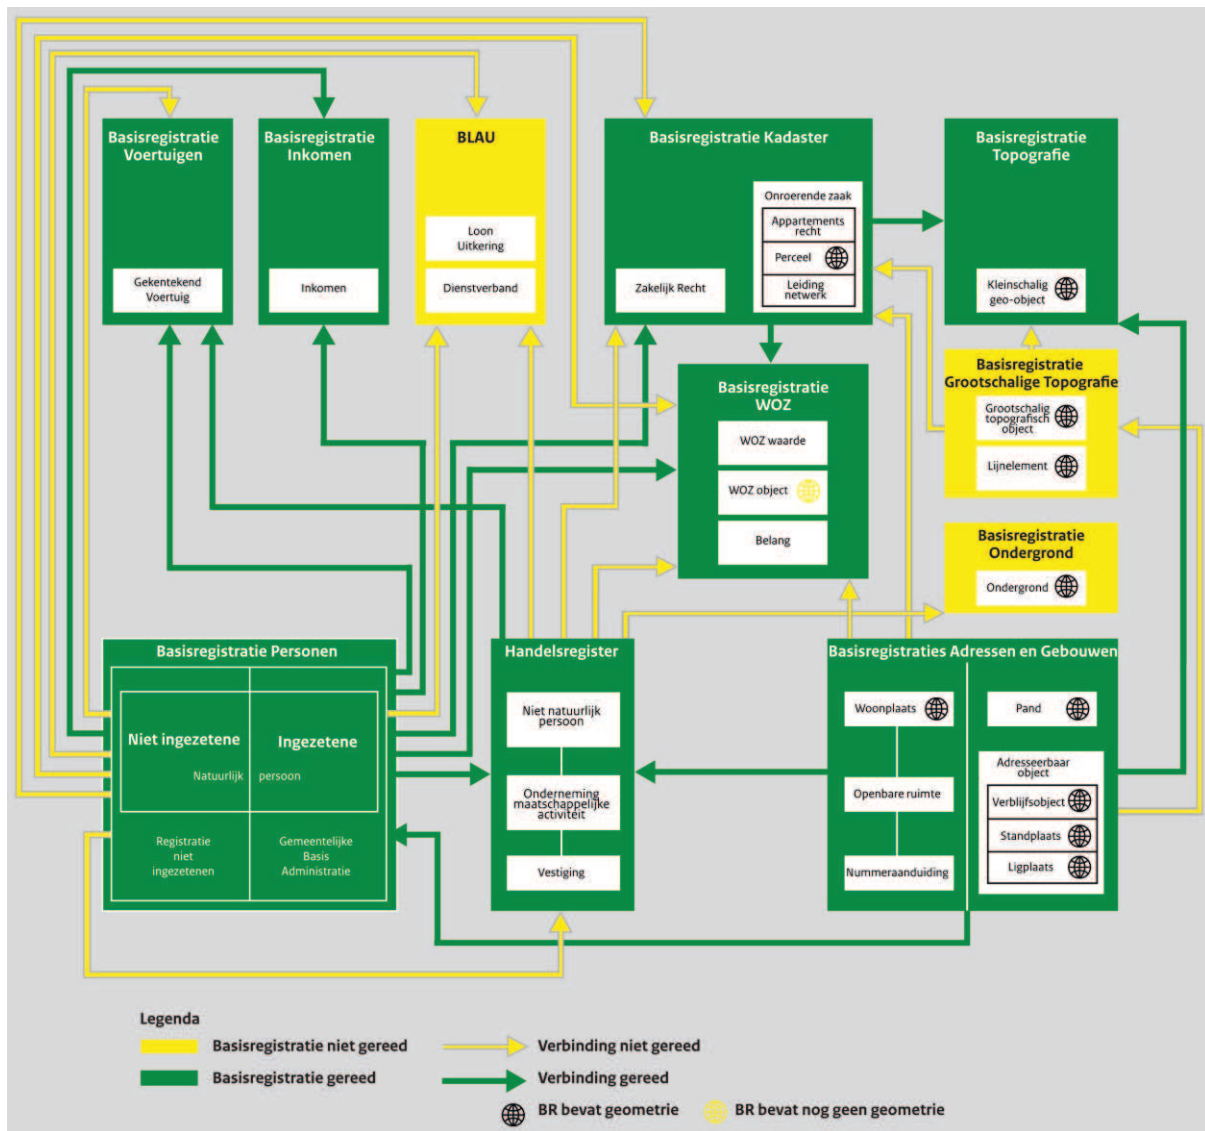 Basisregistratie
Voertuigen
Gekentekend
Voertuig
Basisregistratie
Inkomen
Inkomen
BLAU
Loon
Uitkering
Dienstverband
Basisregistratie Kadaster
Zakelijk Recht
Onroerende zaak
Appartements
recht
Perceel
Leiding
netwerk
Basisregistratie
Topografie
Kleinschalig
geo-object
Basisregistratie
WOZ
WOZ waarde
WOZ object
Belang
Basisregistratie
Grootschalige Topografie
Grootschalig
topografisch
object
Lijnelement
Basisregistratie
Ondergrond
Ondergrond
Basisregistratie Personen
Niet ingezetene
Ingezetene
Natuurlijk persoon
Registratie
niet
ingezetenen
Gemeentelijke
Basis
Administratie
Handelsregister
Niet natuurlijk
persoon
Onderneming
maatschappelijke
activiteit
Vestiging
Basisregistraties Adressen en Gebouwen
Woonplaats
Openbare ruimte
Nummeraanduiding
Pand
Adresseerbaar
object
Verblijfsobject
Standplaats
Ligplaats
Legenda
Basisregistratie niet gereed
Verbinding niet gereed
Basisregistratie gereed
Verbinding gereed
BR bevat geometrie
BR bevat nog geen geometrie